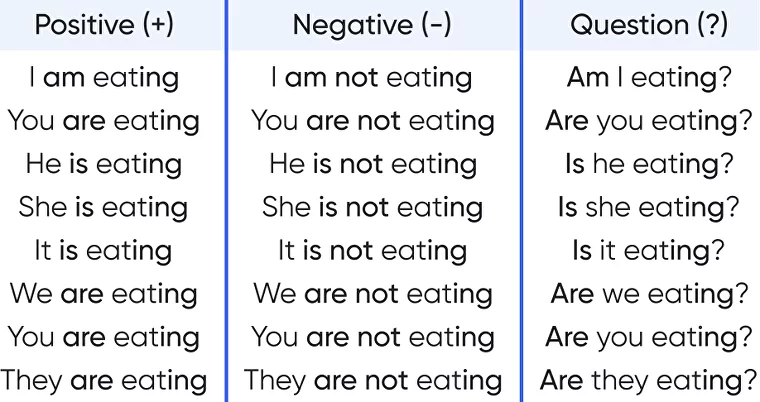 Positive (+) Negative (-) Question (?)
I am eating I am not eating Am I eating?
You are eating You are not eating Are you eating?
He is eating He is not eating Is he eating?
She is eating She is not eating Is she eating?
It is eating It is not eating Is it eating?
We are eating We are not eating Are we eating?
You are eating You are not eating Are you eating?
They are eating They are not eating Are they eating?